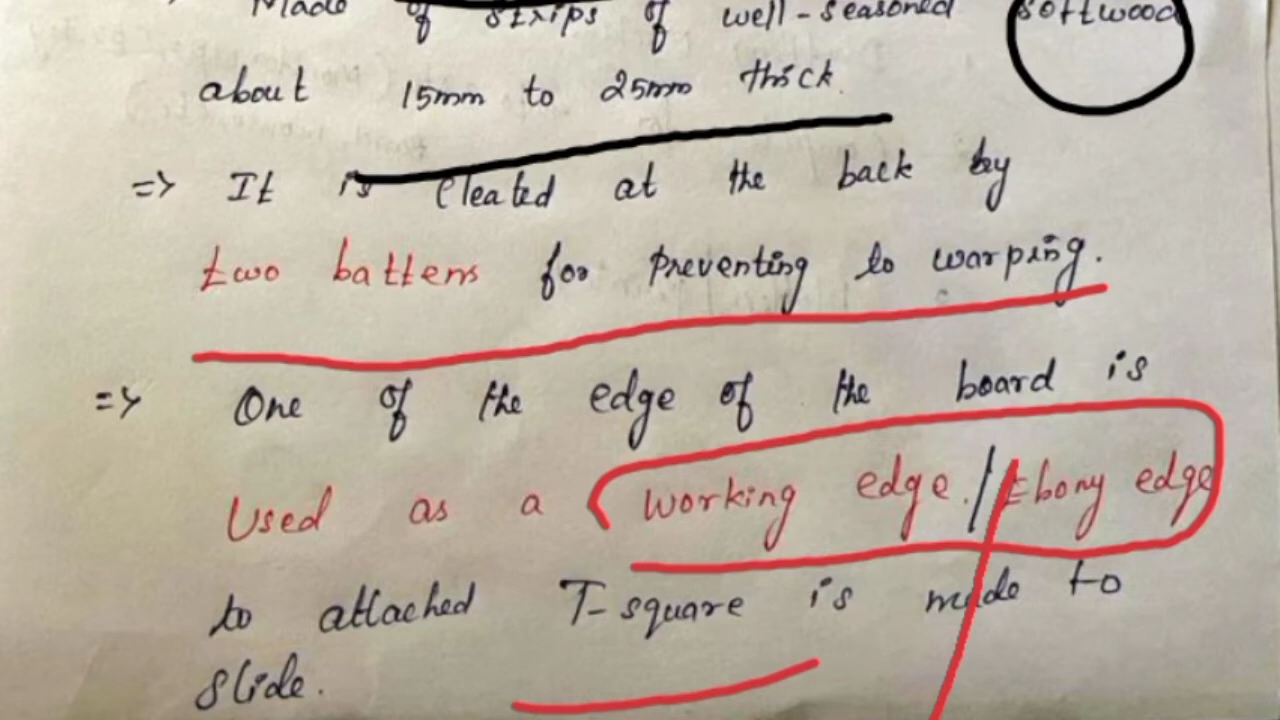 Made of strips of well-seasoned softwood
about 15mm to 25mm thick.
=> It is cleated at the back by
two battens for preventing to warping.
=> One of the edge of the board is
Used as a working edge./Ebony edge
to attached T-square is made to
slide.